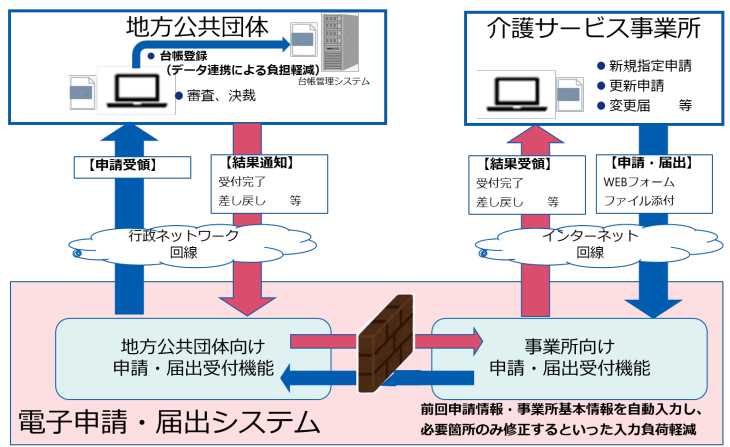 地方公共団体
● 台帳登録
（データ連携による負担軽減）
台帳管理システム
● 審査、決裁
介護サービス事業所
● 新規指定申請
● 更新申請
● 変更届　　等
【申請受領】
【結果通知】
受付完了
差し戻し　　等
【結果受領】
受付完了
差し戻し　　等
【申請・届出】
WEBフォーム
ファイル添付
行政ネットワーク
回線
インターネット
回線
地方公共団体向け
申請・届出受付機能
事業所向け
申請・届出受付機能
電子申請・届出システム
前回申請情報・事業所基本情報を自動入力し、
必要箇所のみ修正するといった入力負荷軽減